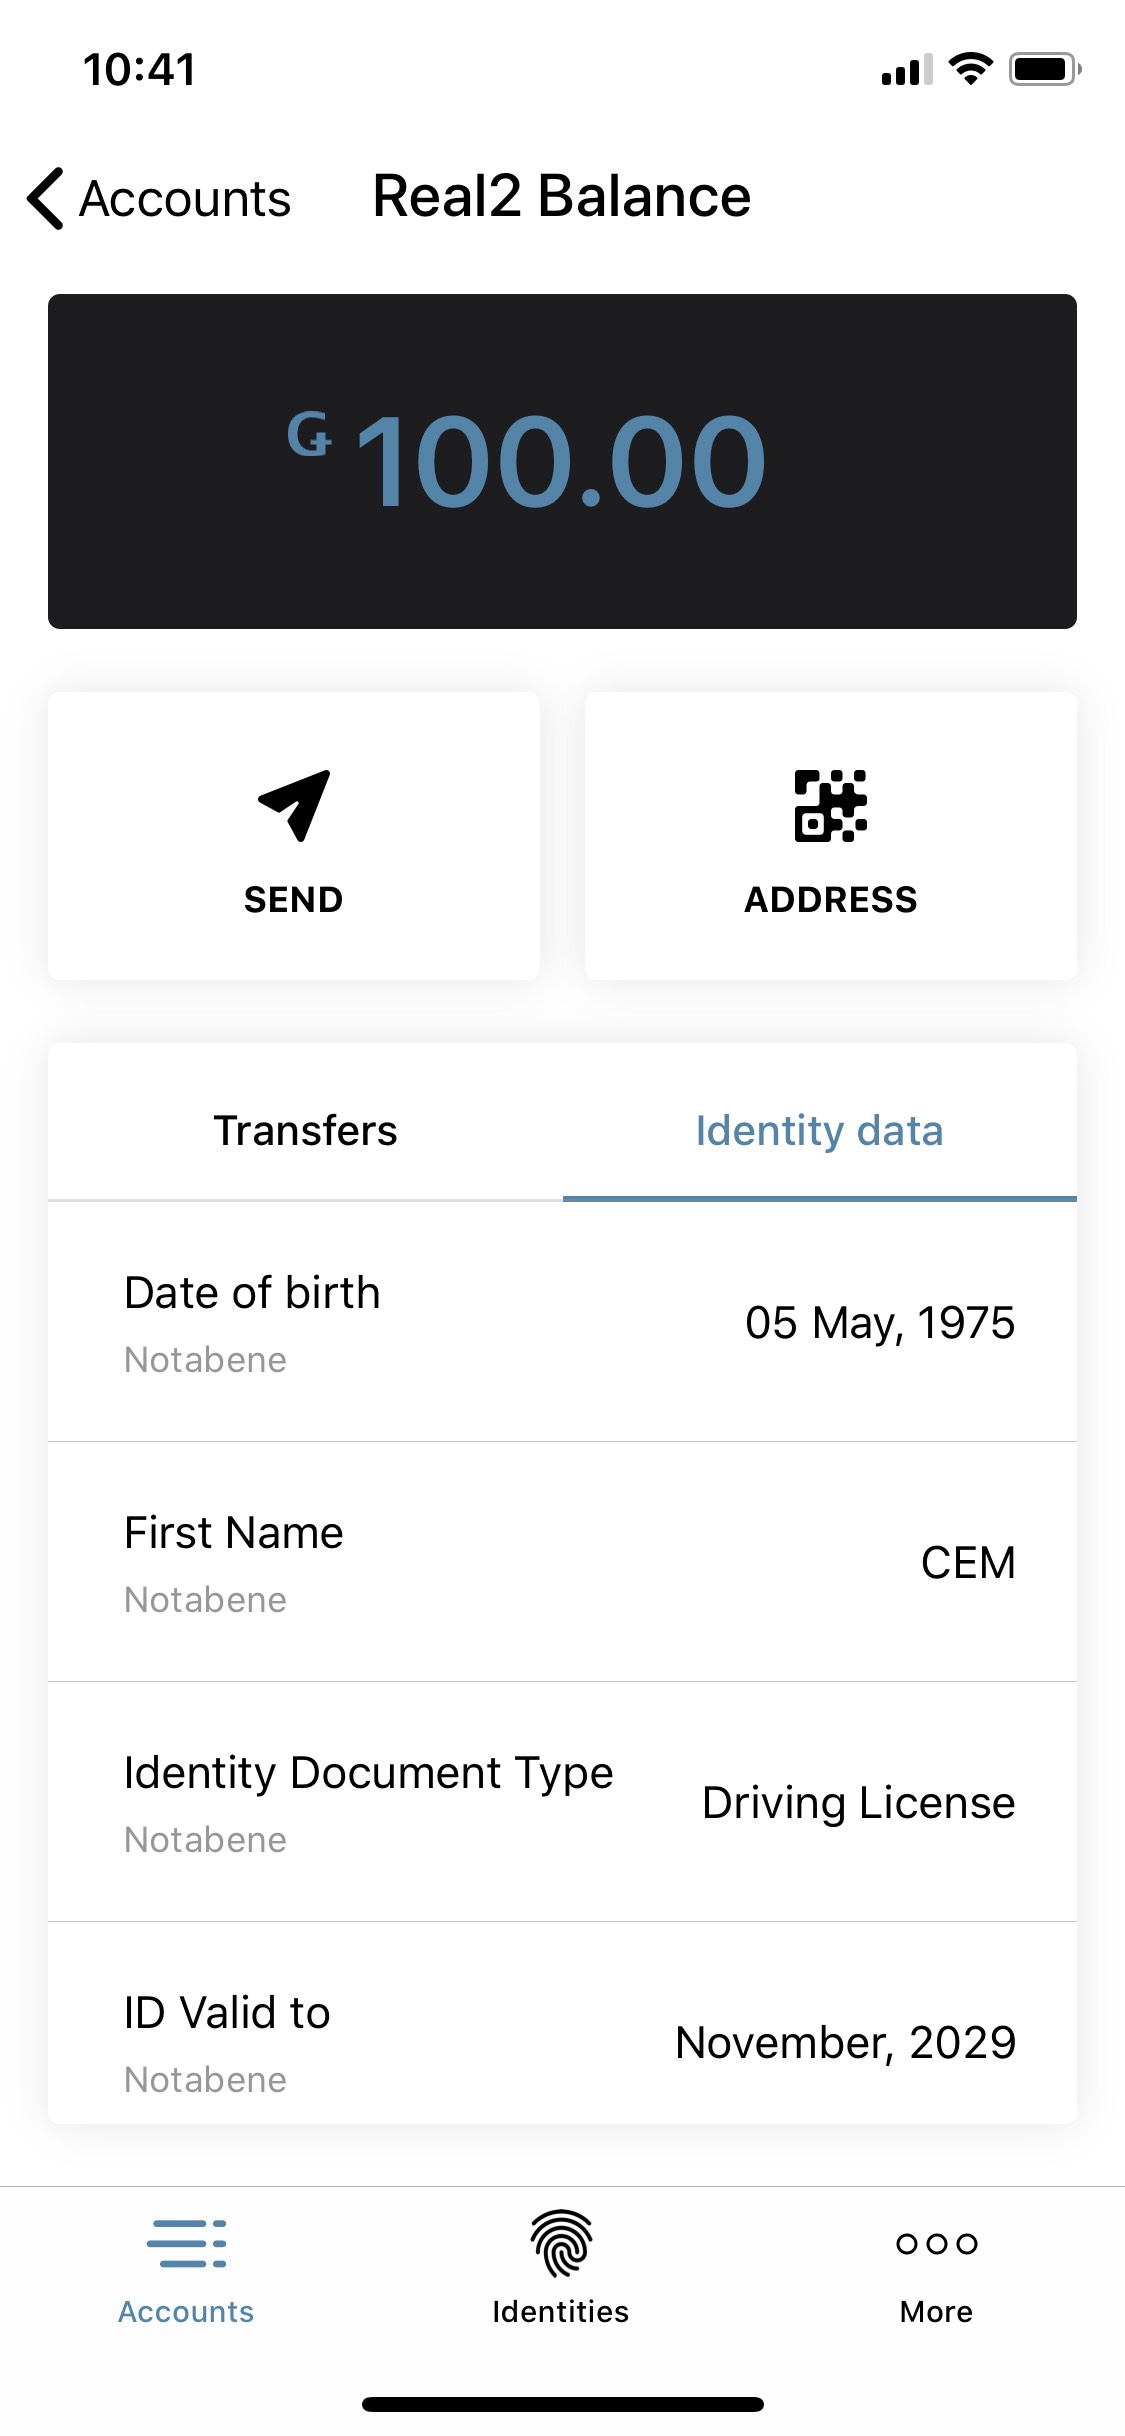 10:41
Accounts
Real2 Balance
Ǥ 100.00
SEND
ADDRESS
Transfers
Identity data
Date of birth
Notabene
05 May, 1975
First Name
Notabene
CEM
Identity Document Type
Notabene
Driving License
ID Valid to
Notabene
November, 2029
Accounts
Identities
More